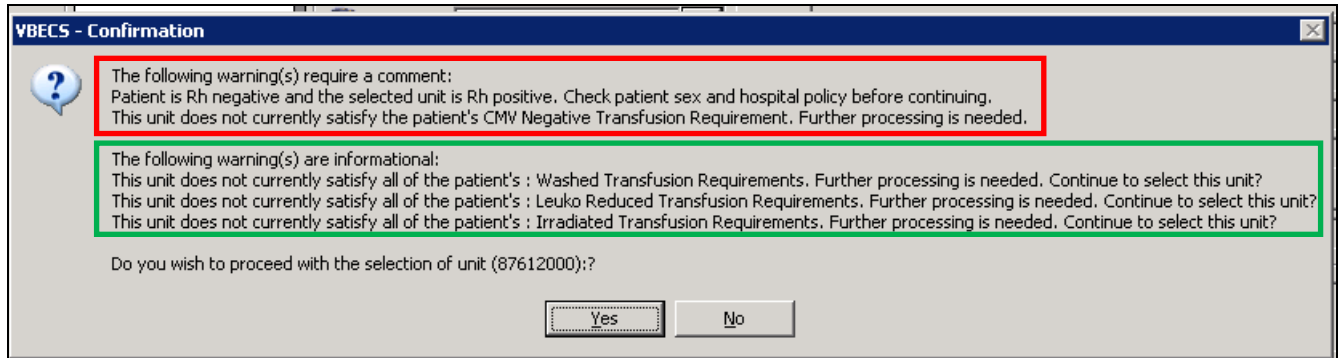 VBECS - Confirmation
The following warning(s) require a comment:
Patient is Rh negative and the selected unit is Rh positive. Check patient sex and hospital policy before continuing.
This unit does not currently satisfy the patient's CMV Negative Transfusion Requirement. Further processing is needed.
The following warning(s) are informational:
This unit does not currently satisfy all of the patient's : Washed Transfusion Requirements. Further processing is needed. Continue to select this unit?
This unit does not currently satisfy all of the patient's : Leuko Reduced Transfusion Requirements. Further processing is needed. Continue to select this unit?
This unit does not currently satisfy all of the patient's : Irradiated Transfusion Requirements. Further processing is needed. Continue to select this unit?
Do you wish to proceed with the selection of unit (87612000):?
Yes No